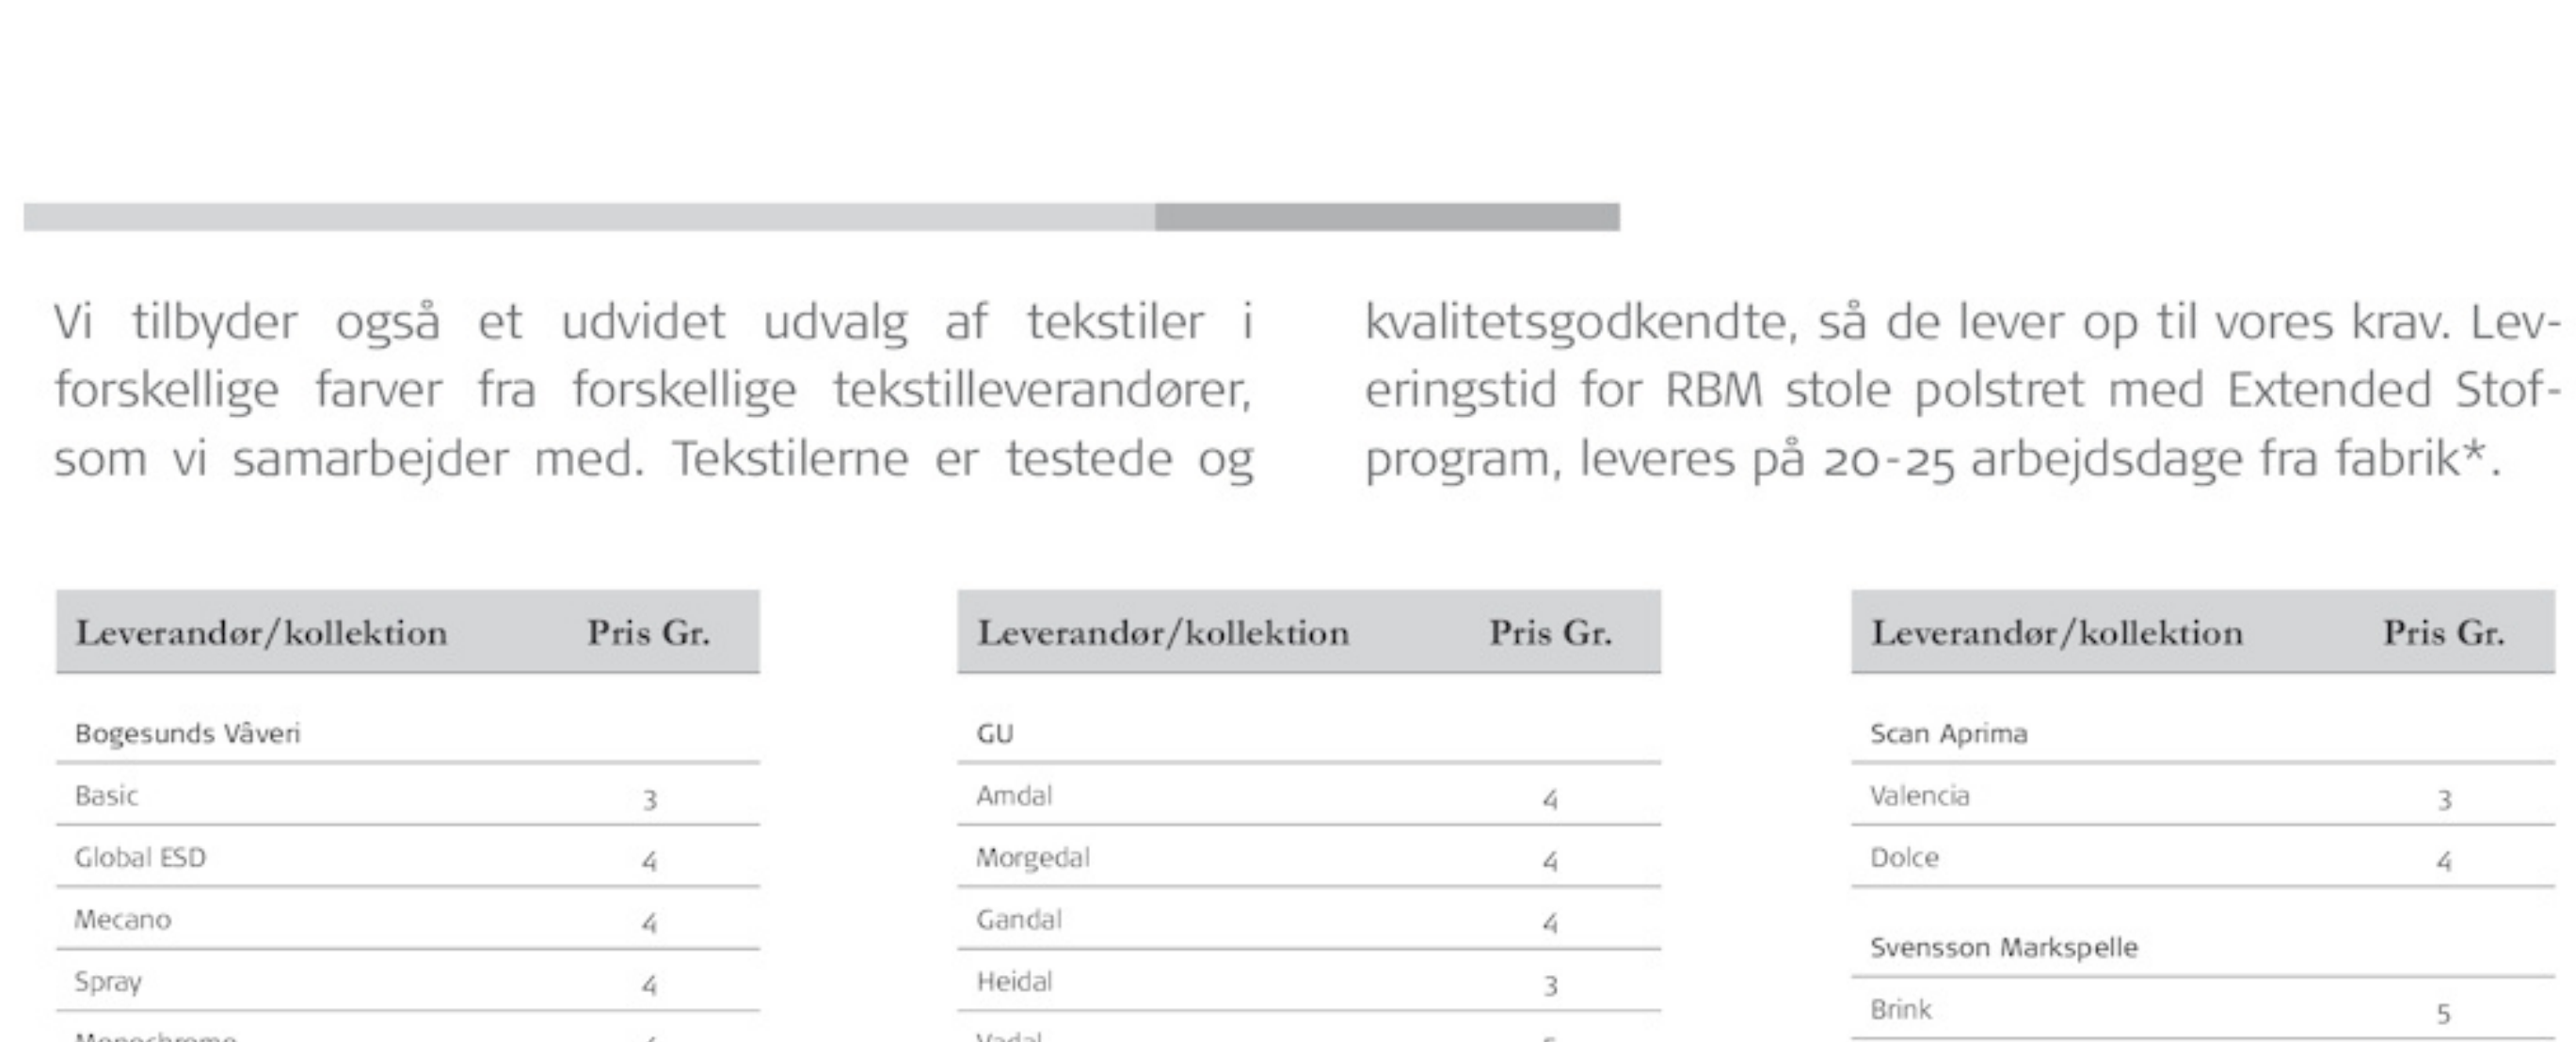 Vi tilbyder også et udvidet udvalg af tekstiler i
forskellige farver fra forskellige tekstilleverandører,
som vi samarbejder med. Tekstilerne er testede og
kvalitetsgodkendte, så de lever op til vores krav. Lev-
eringstid for RBM stole polstret med Extended Stof-
program, leveres på 20-25 arbejdsdage fra fabrik*.
Leverandør/kollektion Pris Gr.
Bogesunds Vâveri
Basic 3
Global ESD 4
Mecano 4
Spray 4
Monochrome
Leverandør/kollektion Pris Gr.
GU
Amdal 4
Morgedal 4
Gandal 4
Heidal 3
Leverandør/kollektion Pris Gr.
Scan Aprima
Valencia 3
Dolce 4
Svensson Markspelle
Brink 5